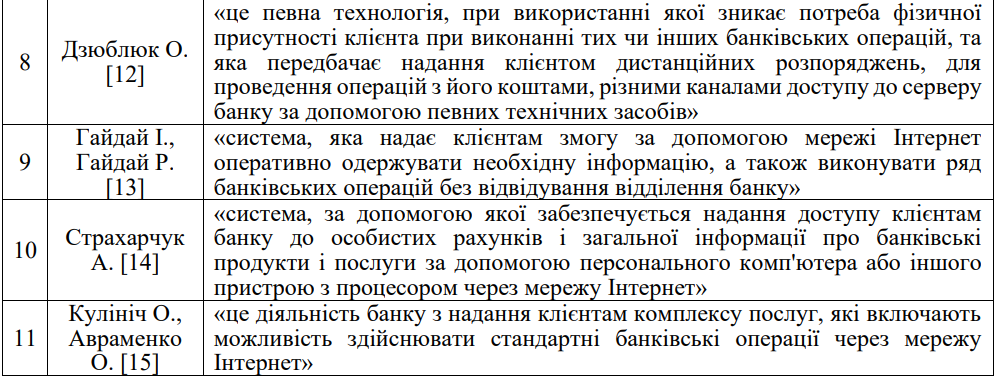 8
Дзюблюк О.
[12]
«це певна технологія, при використанні якої зникає потреба фізичної
присутності клієнта при виконанні тих чи інших банківських операцій, та
яка передбачає надання клієнтом дистанційних розпоряджень, для
проведення операцій з його коштами, різними каналами доступу до серверу
банку за допомогою певних технічних засобів»
9
Гайдай І.,
Гайдай Р.
[13]
«система, яка надає клієнтам змогу за допомогою мережі Інтернет
оперативно одержувати необхідну інформацію, а також виконувати ряд
банківських операцій без відвідування відділення банку»
10
Страхарчук
А. [14]
«система, за допомогою якої забезпечується надання доступу клієнтам
банку до особистих рахунків і загальної інформації про банківські
продукти і послуги за допомогою персонального комп'ютера або іншого
пристрою з процесором через мережу Інтернет»
11
Кулініч О.,
Авраменко
О. [15]
«це діяльність банку з надання клієнтам комплексу послуг, які включають
можливість здійснювати стандартні банківські операції через мережу
Інтернет»